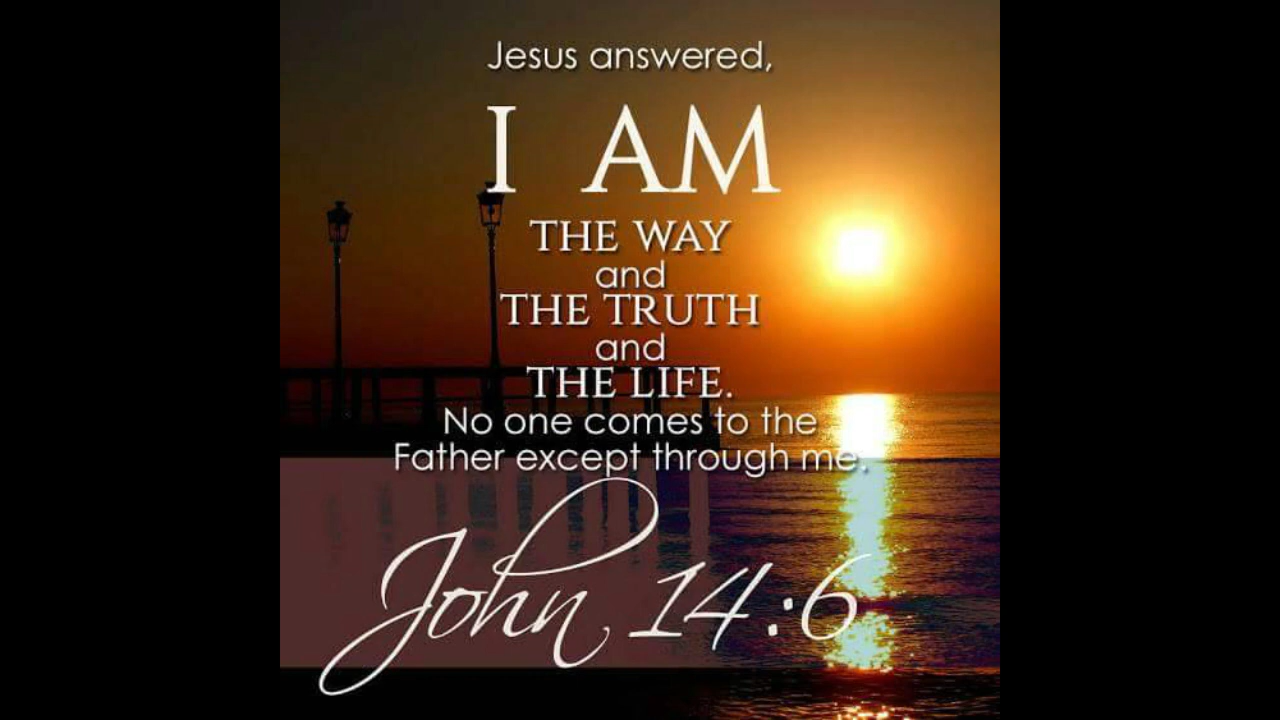 Jesus answered,
I AM
THE WAY
and
THE TRUTH
and
THE LIFE.
No one comes to the
Father except through me.
John 14:6